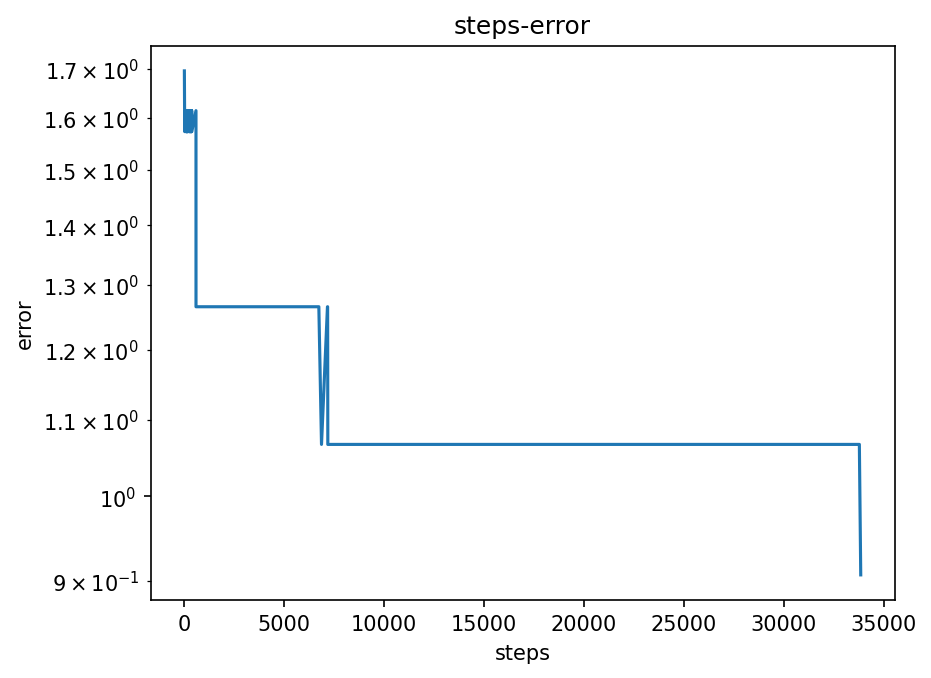 steps-error
1.7 × 10⁰
1.6 × 10⁰
1.5 × 10⁰
1.4 × 10⁰
1.3 × 10⁰
1.2 × 10⁰
1.1 × 10⁰
10⁰
9 × 10⁻¹
error
0 5000 10000 15000 20000 25000 30000 35000
steps